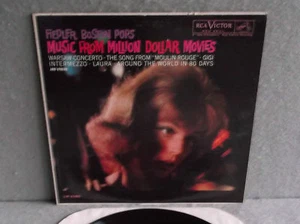 FIEDLER BOSTON POPS
RCA VICTOR
MUSIC FROM MILLION DOLLAR MOVIES
WARSAW CONCERTO · THE SONG FROM "MOULIN ROUGE" · GIGI
INTERMEZZO · LAURA · AROUND THE WORLD IN 80 DAYS